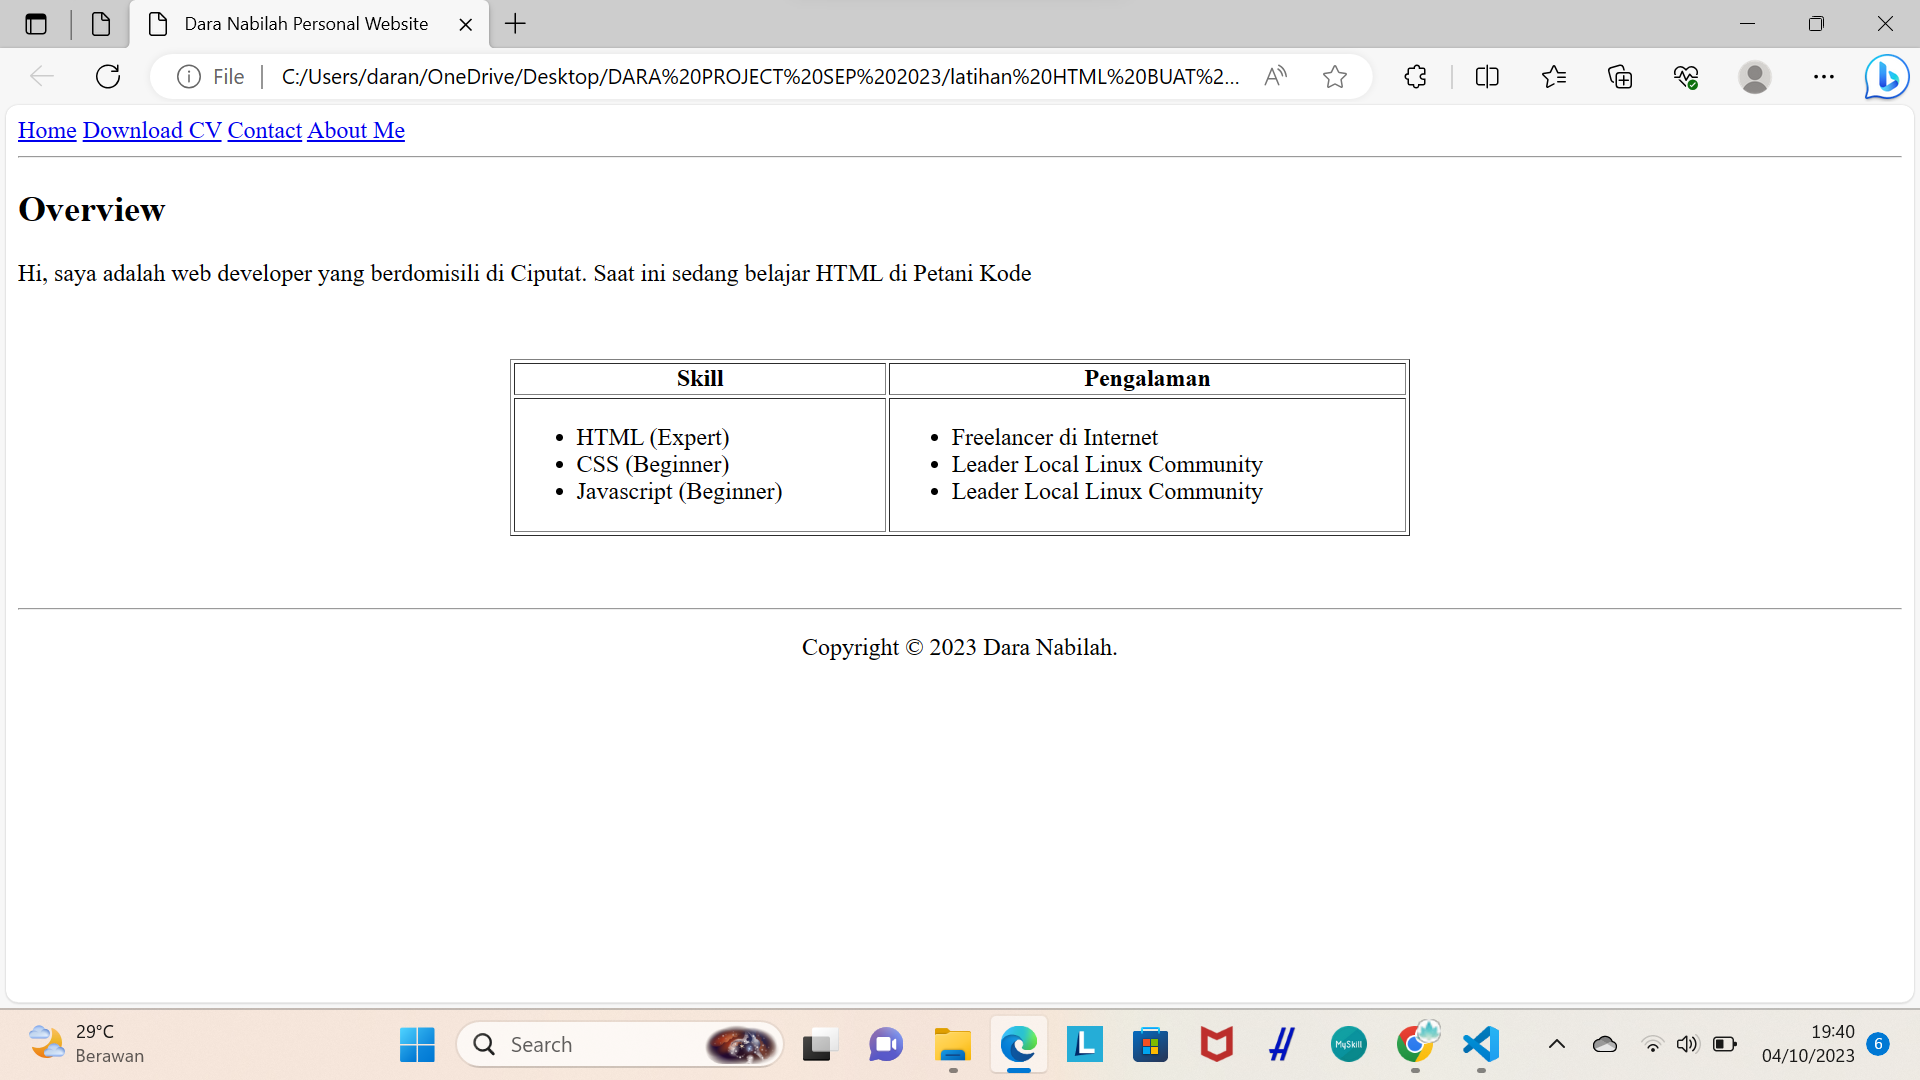 Dara Nabilah Personal Website
File
C:/Users/daran/OneDrive/Desktop/DARA%20PROJECT%20SEP%202023/latihan%20HTML%20BUAT%2...
Home Download CV Contact About Me
Overview
Hi, saya adalah web developer yang berdomisili di Ciputat. Saat ini sedang belajar HTML di Petani Kode
Skill
Pengalaman
• HTML (Expert)
• CSS (Beginner)
• Javascript (Beginner)
• Freelancer di Internet
• Leader Local Linux Community
• Leader Local Linux Community
Copyright © 2023 Dara Nabilah.
29°C
Berawan
Search
L
MySkill
19:40
04/10/2023
6